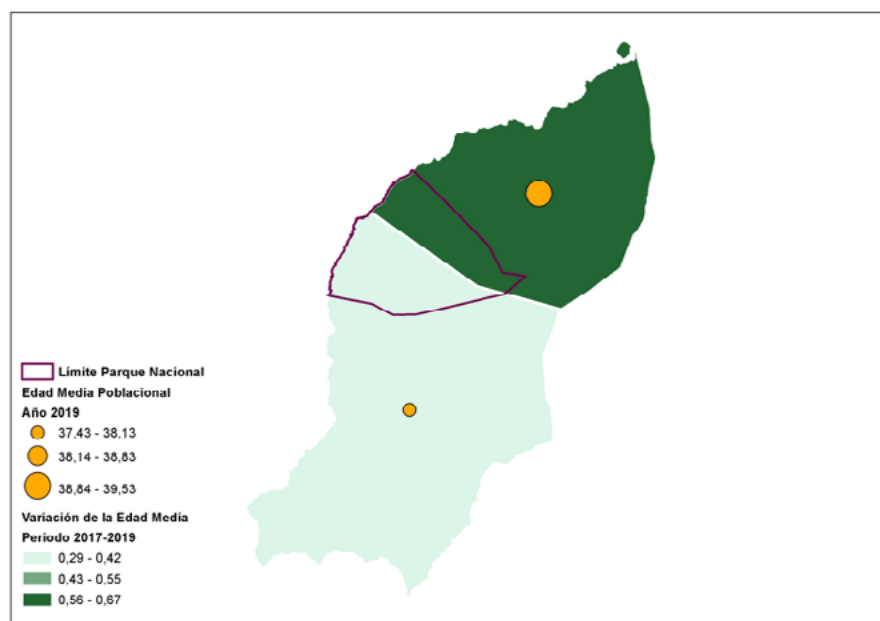 Límite Parque Nacional
Edad Media Poblacional
Año 2019
37,43 - 38,13
38,14 - 38,83
38,84 - 39,53
Variación de la Edad Media
Periodo 2017-2019
0,29 - 0,42
0,43 - 0,55
0,56 - 0,67